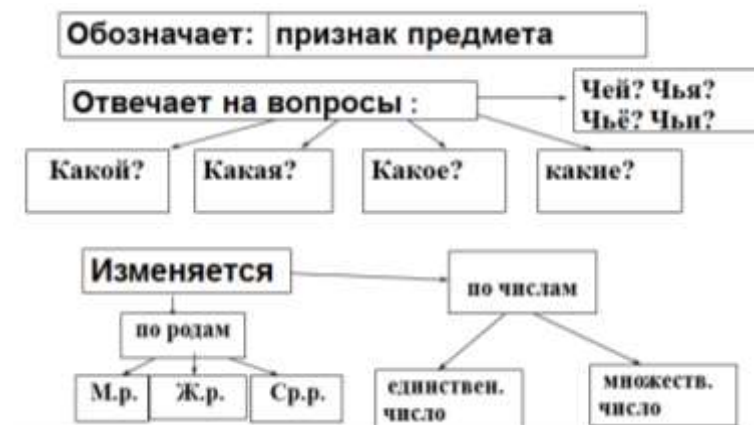 Обозначает: признак предмета
Отвечает на вопросы :
Чей? Чья?
Чьё? Чьи?
Какой? Какая? Какое? какие?
Изменяется
по числам
по родам
М.р. Ж.р. Ср.р.
единствен.
число
множеств.
число